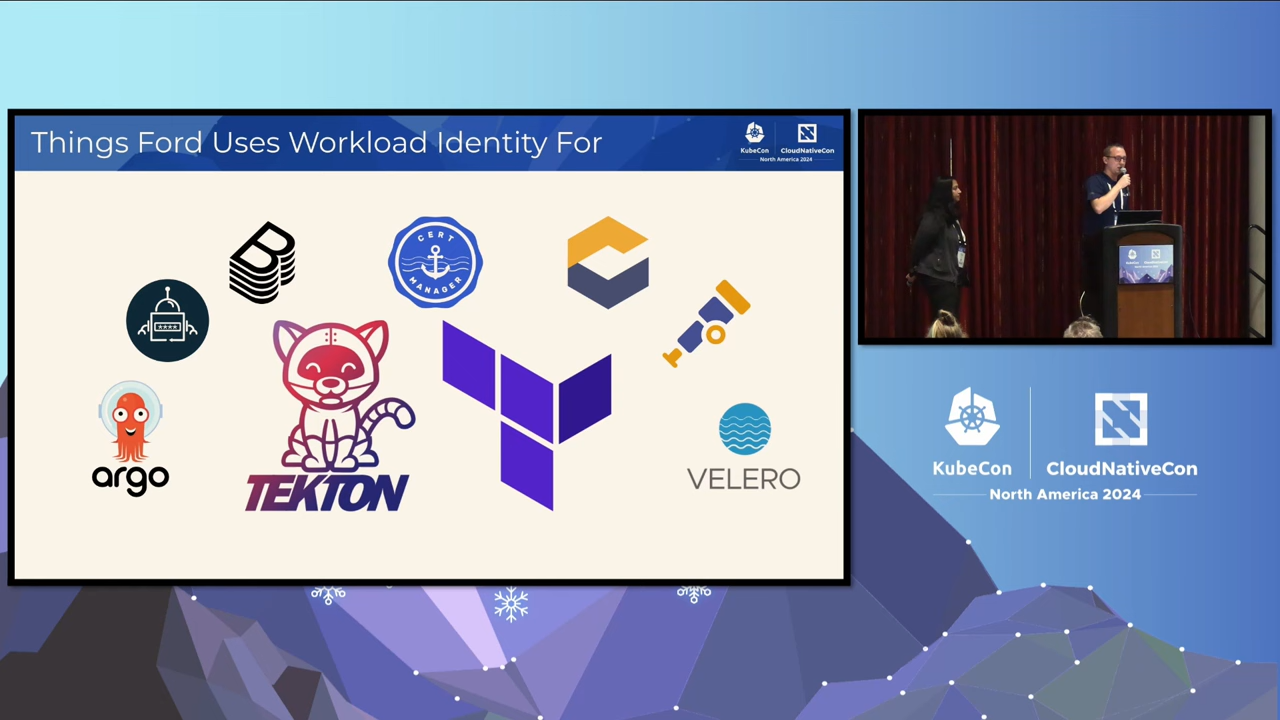 Things Ford Uses Workload Identity For
KubeCon
CloudNativeCon
North America 2024
B
CERT
MANAGER
****
argo
TEKTON
VELERO
KubeCon
CloudNativeCon
North America 2024